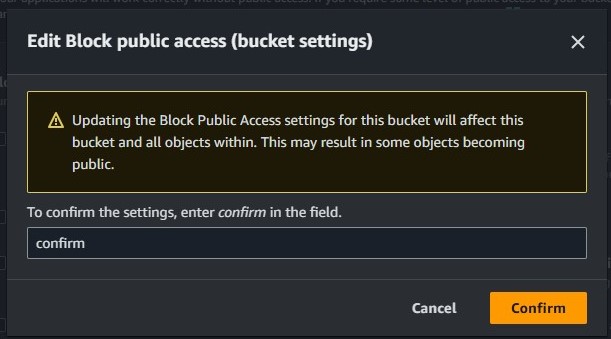 Edit Block public access (bucket settings)
Updating the Block Public Access settings for this bucket will affect this
bucket and all objects within. This may result in some objects becoming
public.
To confirm the settings, enter confirm in the field.
confirm
Cancel Confirm